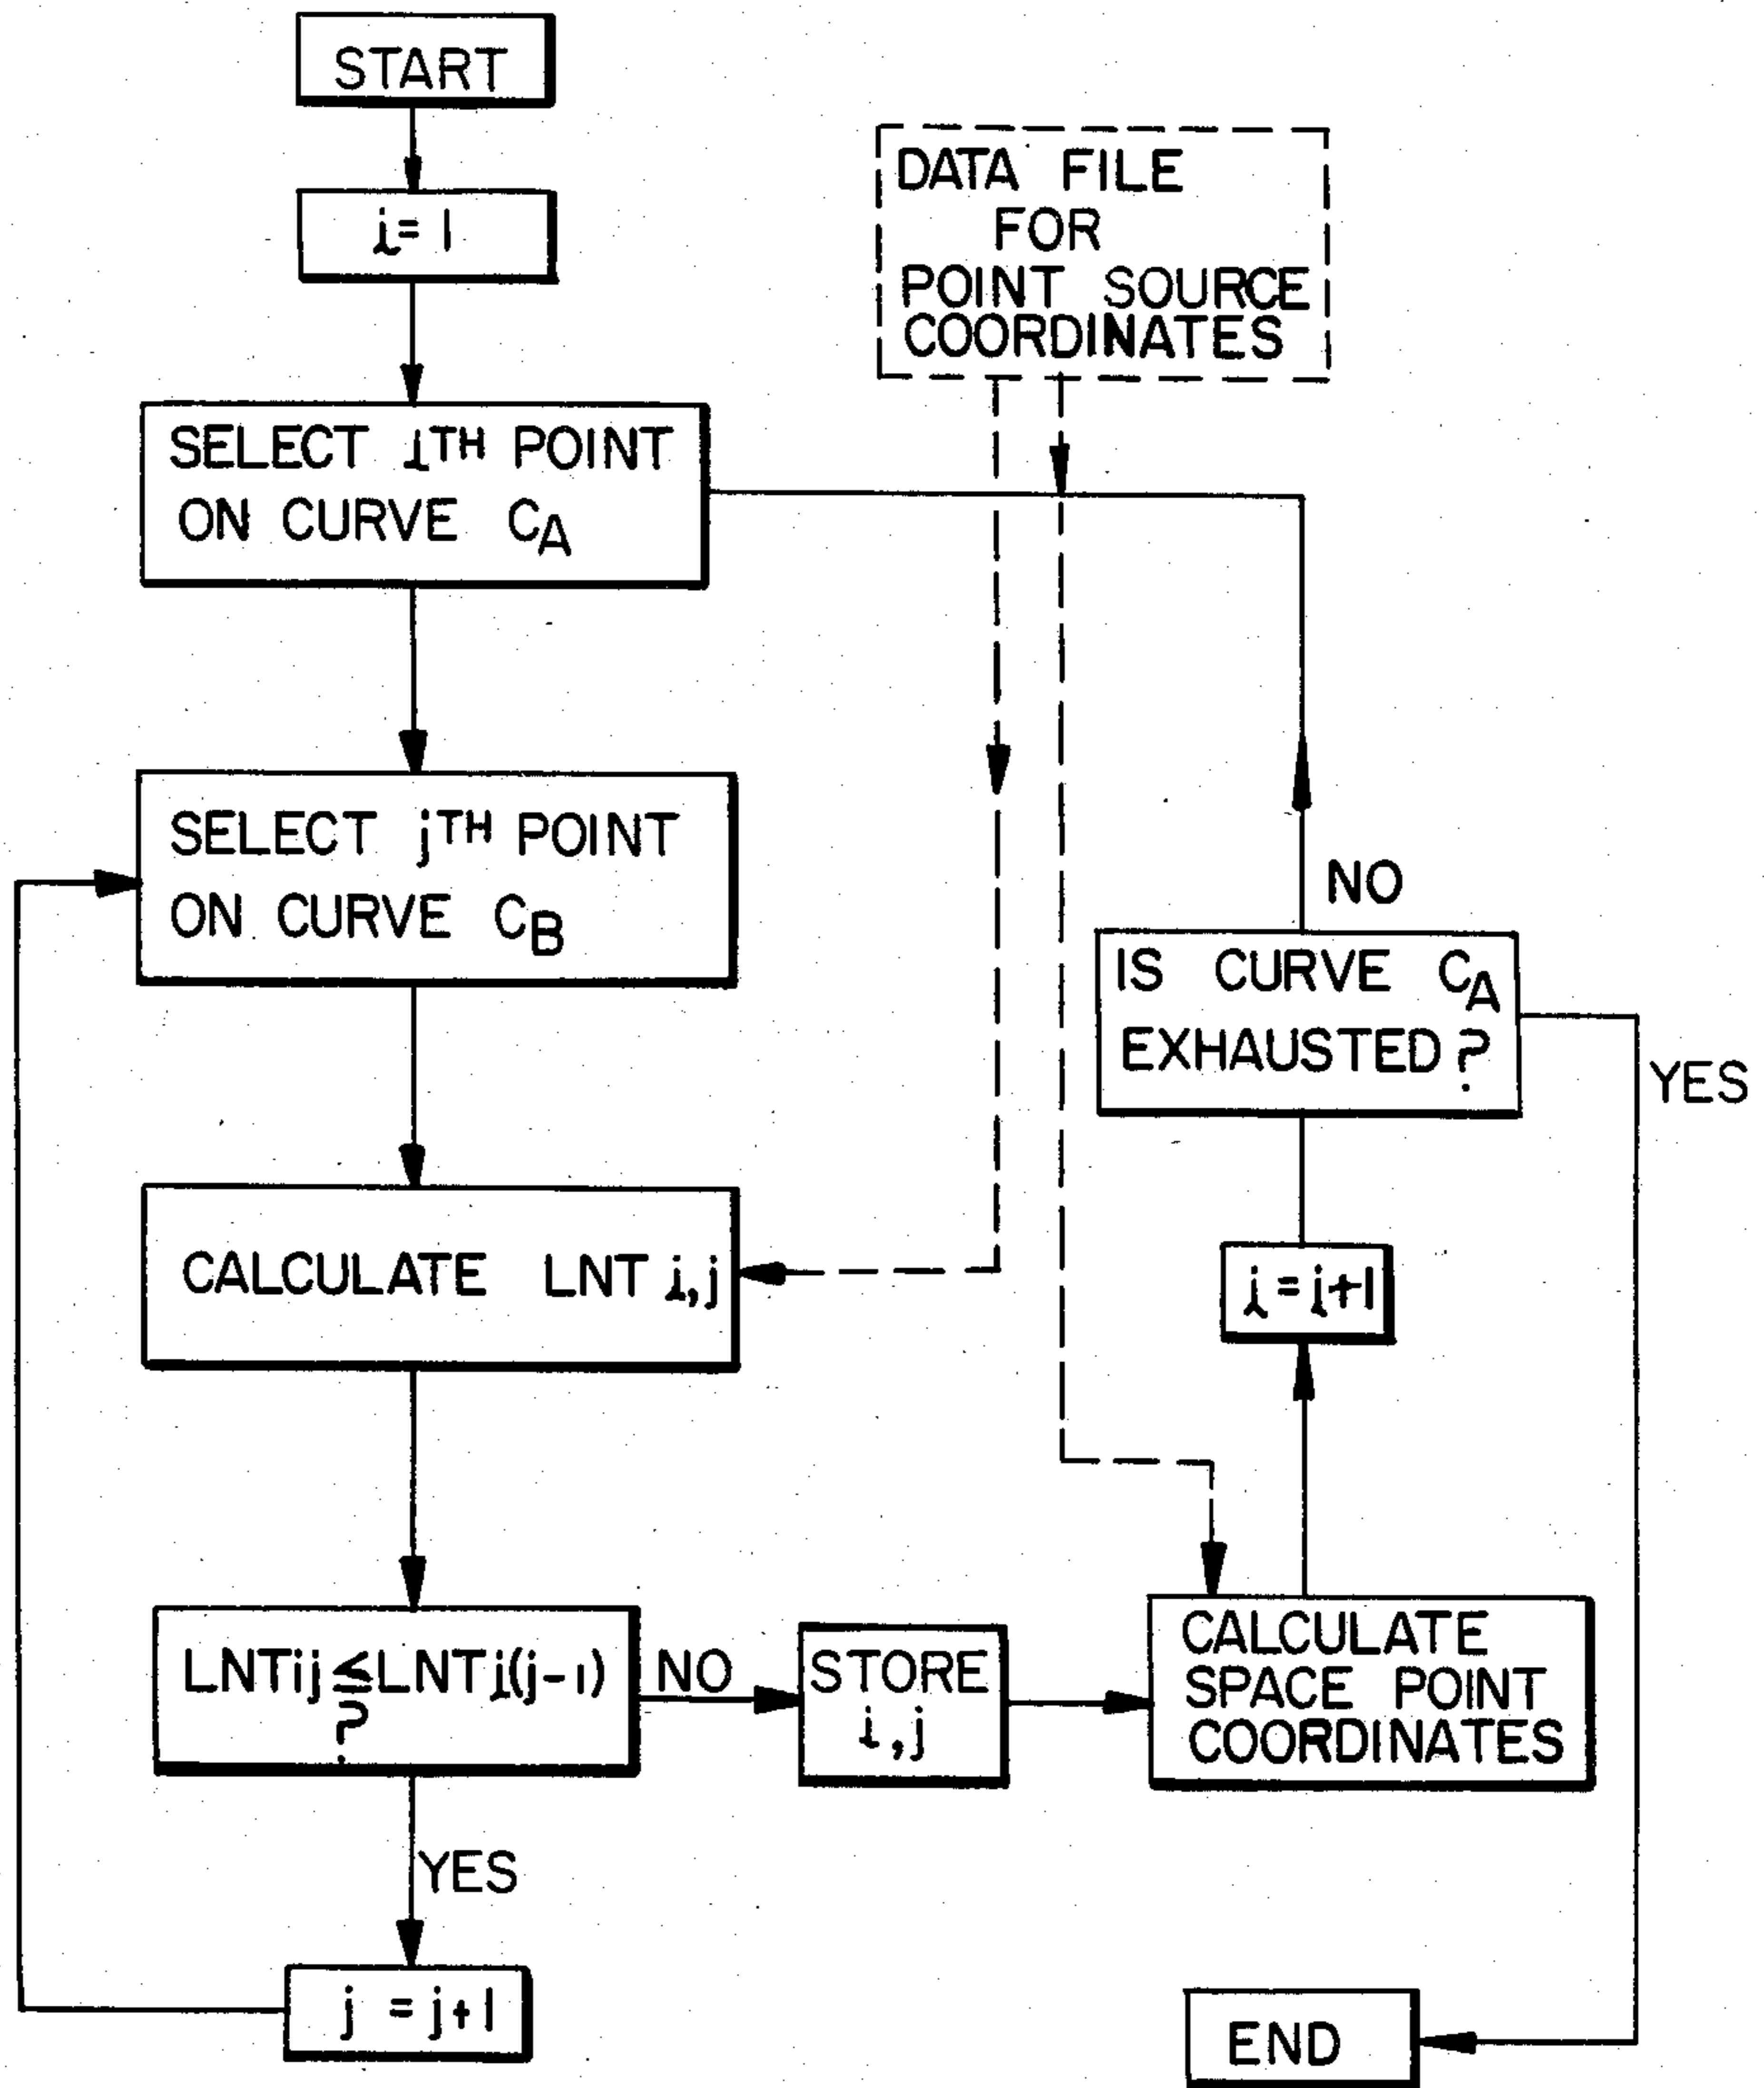 START
i = 1
DATA FILE
FOR
POINT SOURCE
COORDINATES
SELECT iTH POINT
ON CURVE CA
SELECT jTH POINT
ON CURVE CB
NO
IS CURVE CA
EXHAUSTED ?
YES
CALCULATE LNT i,j
i = i+1
LNTij ≦ LNTi(j-1)
?
NO
STORE
i,j
CALCULATE
SPACE POINT
COORDINATES
YES
j = j+1
END